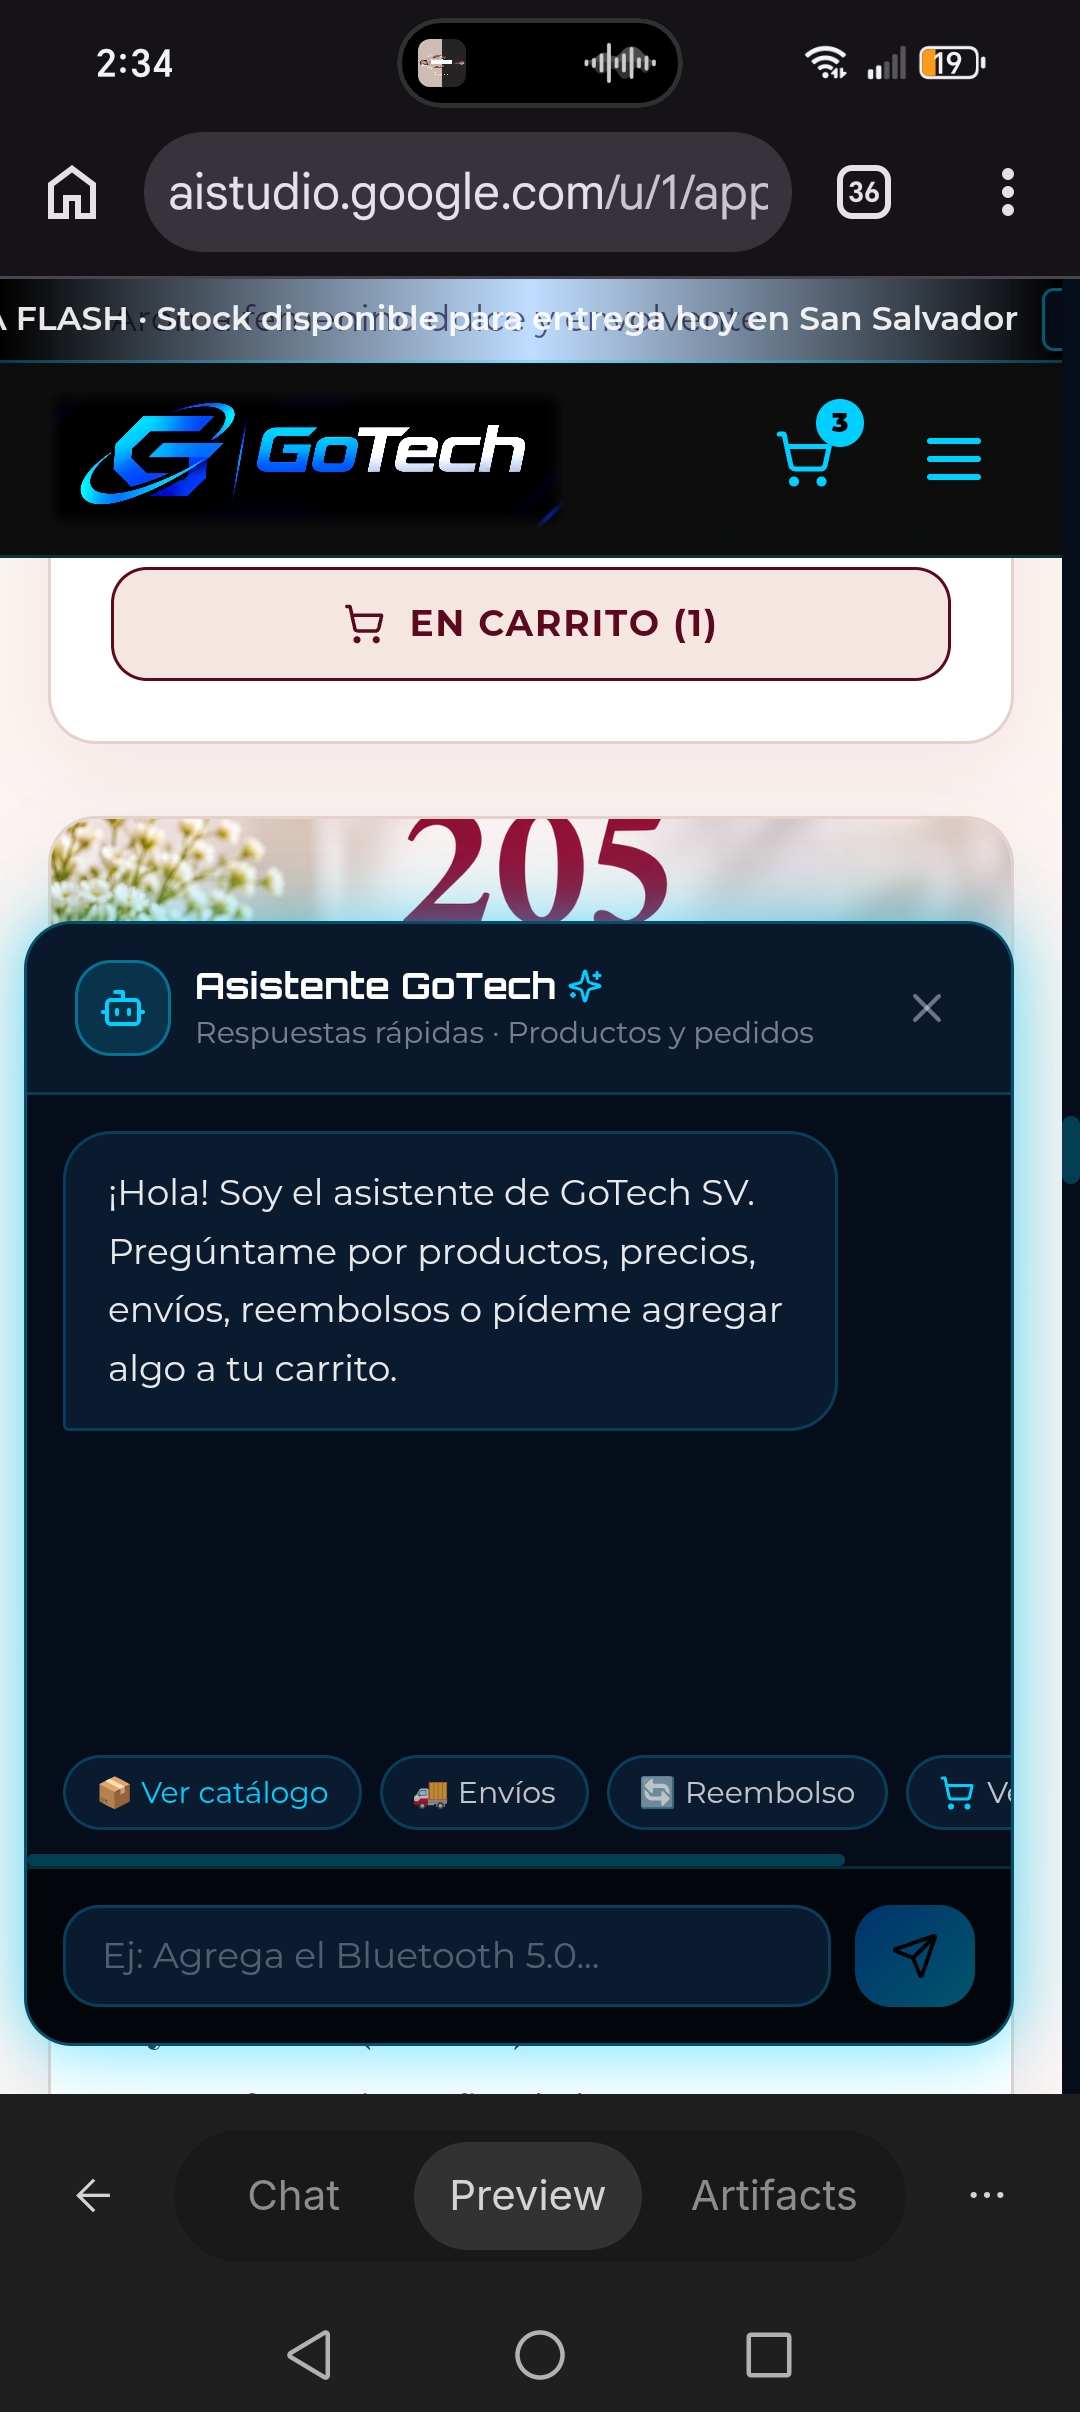 2:34
19
aistudio.google.com/u/1/app
36
FLASH · Stock disponible para entrega hoy en San Salvador
GoTech
3
EN CARRITO (1)
205
Asistente GoTech
Respuestas rápidas · Productos y pedidos
¡Hola! Soy el asistente de GoTech SV.
Pregúntame por productos, precios,
envíos, reembolsos o pídeme agregar
algo a tu carrito.
Ver catálogo
Envíos
Reembolso
Ej: Agrega el Bluetooth 5.0...
Chat
Preview
Artifacts